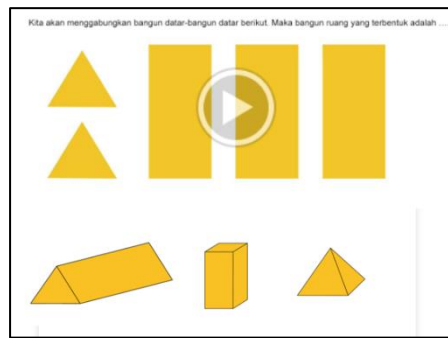 Kita akan menggabungkan bangun datar-bangun datar berikut. Maka bangun ruang yang terbentuk adalah ....